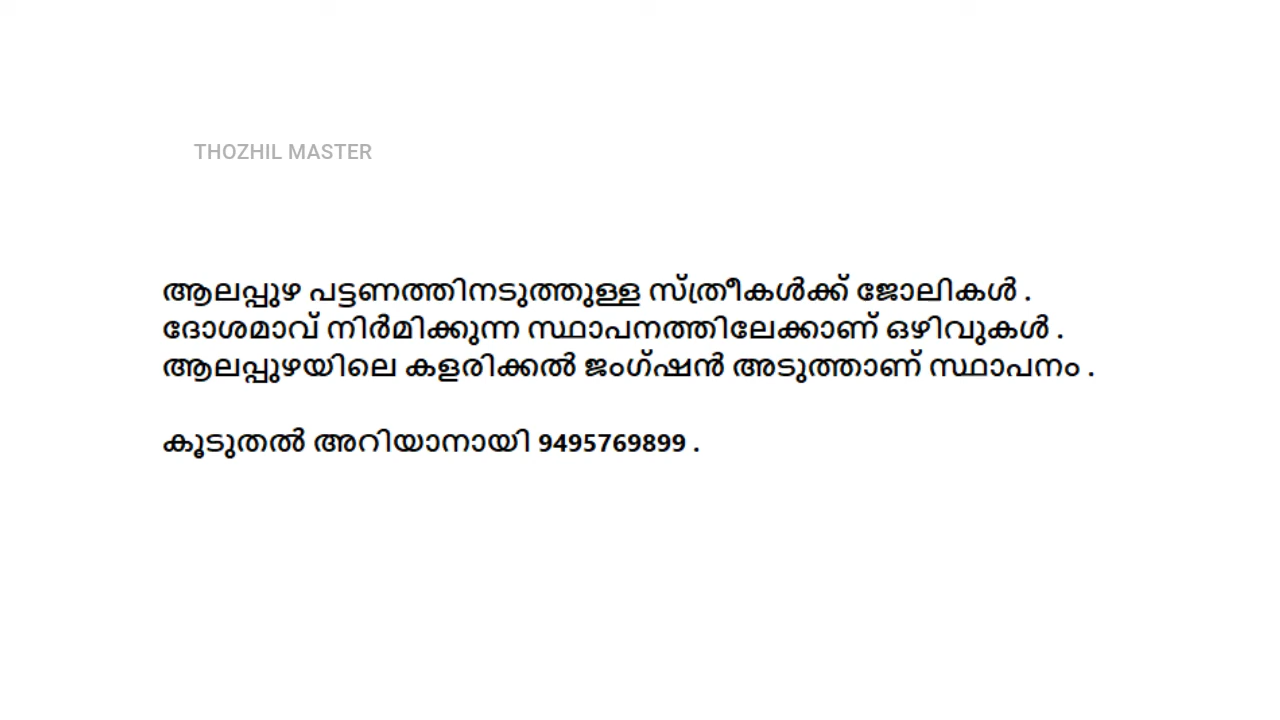 THOZHIL MASTER
ആലപ്പുഴ പട്ടണത്തിനടുത്തുള്ള സ്ത്രീകൾക്ക് ജോലികൾ .
ദോശമാവ് നിർമിക്കുന്ന സ്ഥാപനത്തിലേക്കാണ് ഒഴിവുകൾ .
ആലപ്പുഴയിലെ കളരിക്കൽ ജംഗ്ഷൻ അടുത്താണ് സ്ഥാപനം .
കൂടുതൽ അറിയാനായി 9495769899 .